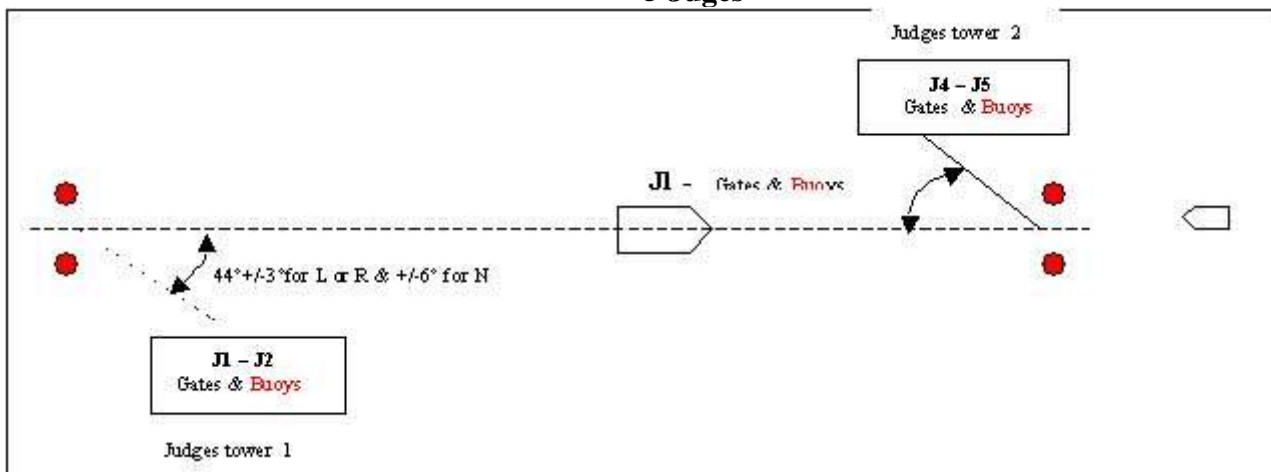 Judges tower 2
J4 – J5
Gates & Buoys
J1 - Gates & Buoys
44°+/-3°for L or R & +/-6° for N
J1 – J2
Gates & Buoys
Judges tower 1